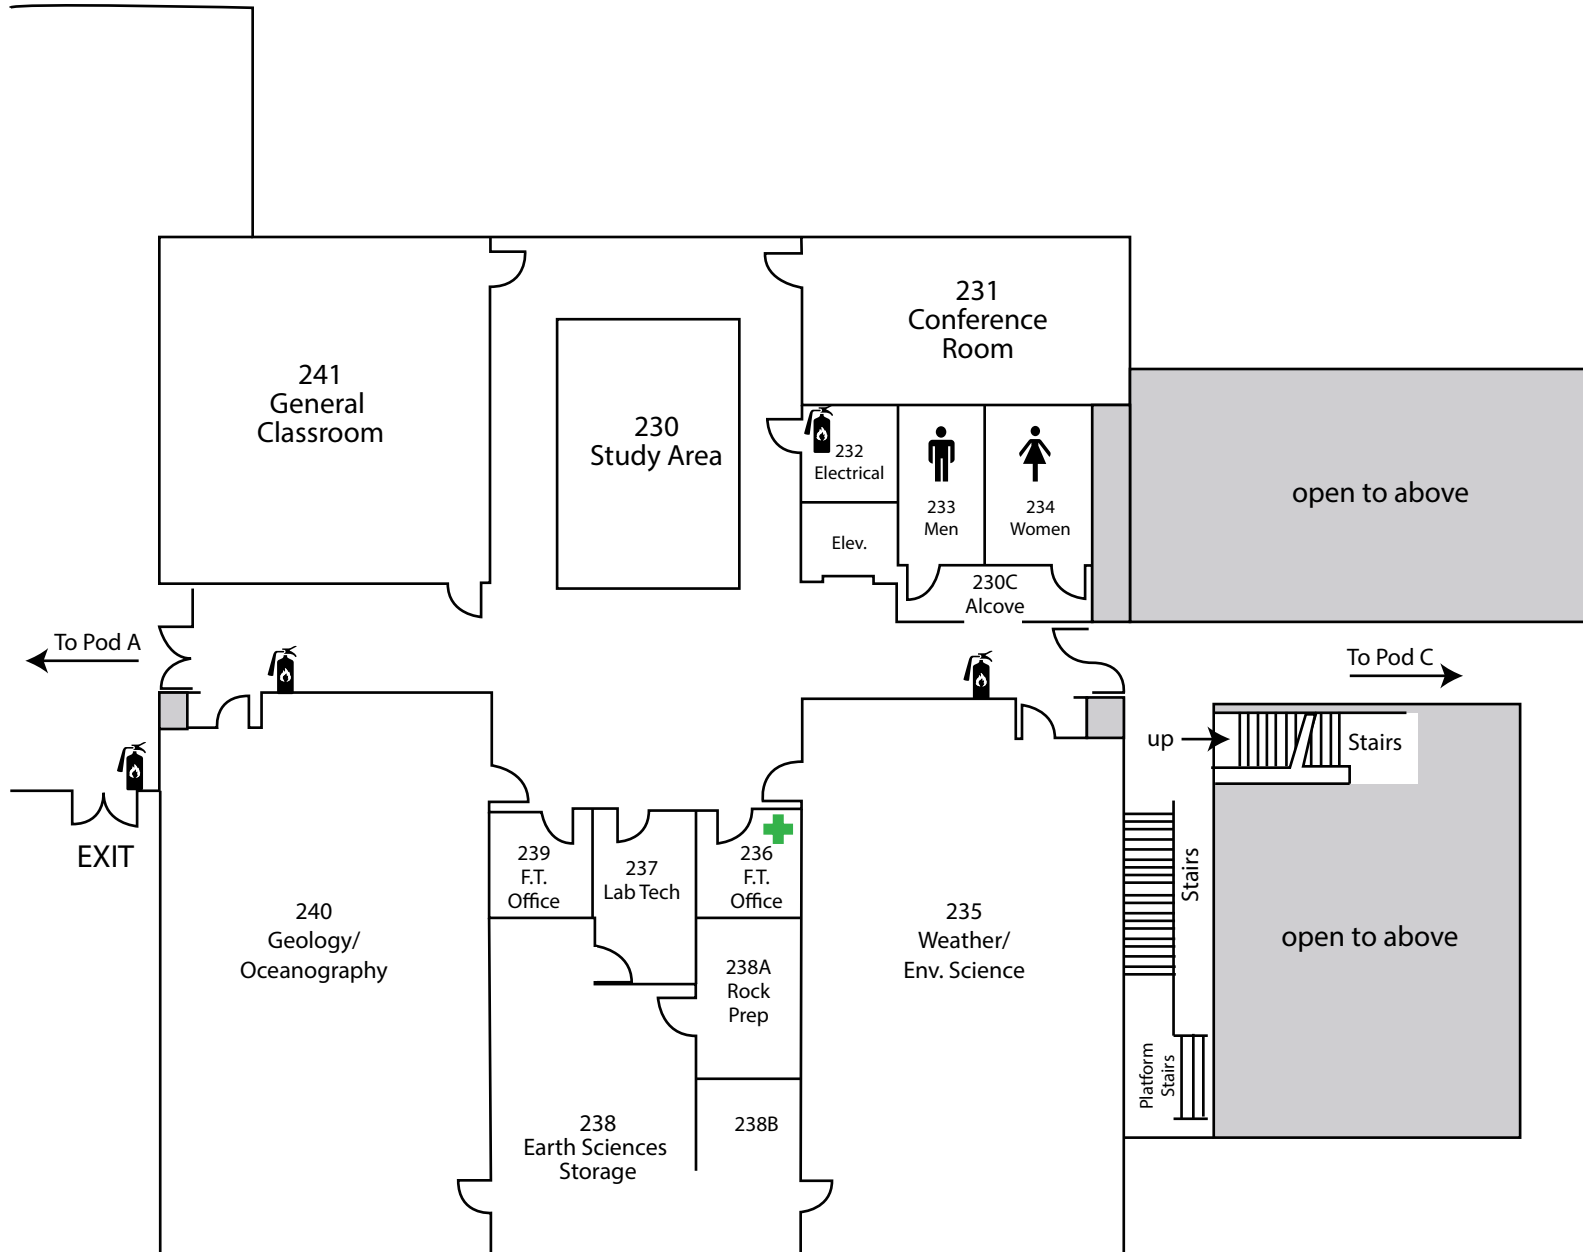 231
Conference
Room
241
General
Classroom
230
Study Area
232
Electrical
233
Men
234
Women
open to above
Elev.
230C
Alcove
To Pod A
To Pod C
up
Stairs
EXIT
239
F.T.
Office
237
Lab Tech
236
F.T.
Office
Stairs
240
Geology/
Oceanography
235
Weather/
Env. Science
open to above
238A
Rock
Prep
Platform
Stairs
238
Earth Sciences
Storage
238B